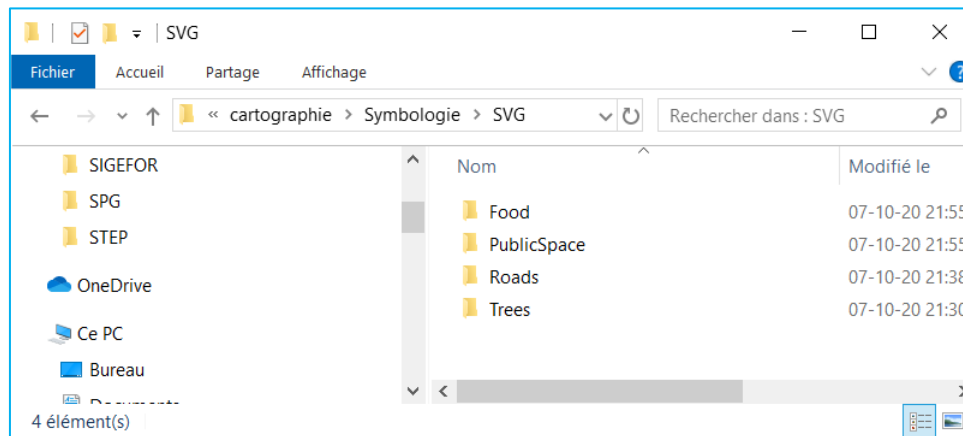 SVG
Fichier Accueil Partage Affichage ?
« cartographie > Symbologie > SVG Rechercher dans : SVG
SIGEFOR
SPG
STEP
OneDrive
Ce PC
Bureau
Documents
Nom Modifié le
Food 07-10-20 21:55
PublicSpace 07-10-20 21:55
Roads 07-10-20 21:38
Trees 07-10-20 21:30
4 élément(s)